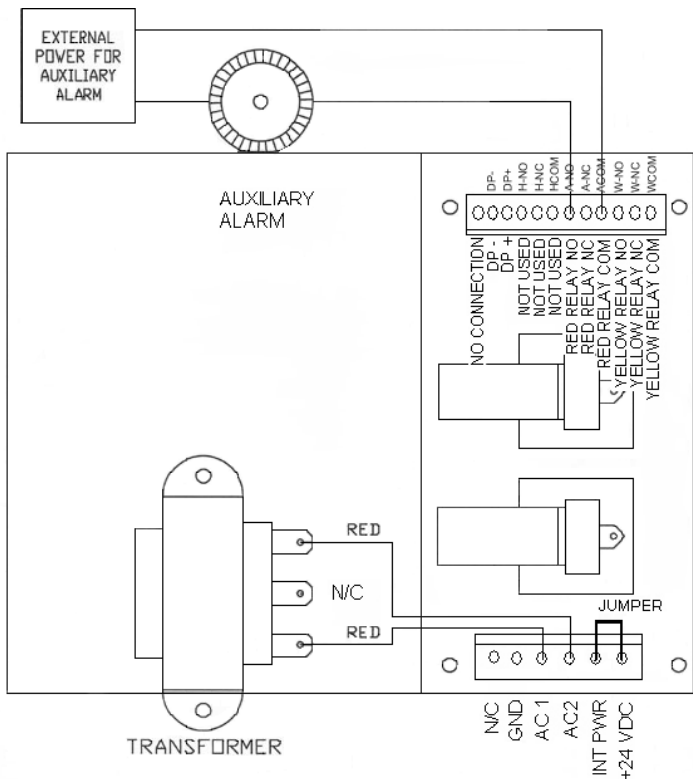 EXTERNAL
POWER FOR
AUXILIARY
ALARM
AUXILIARY
ALARM
DP-
DP+
H-NO
H-NC
HCOM
A-NO
A-NC
ACOM
W-NO
W-NC
WCOM
NO CONNECTION
DP -
DP +
NOT USED
NOT USED
NOT USED
RED RELAY NO
RED RELAY NC
RED RELAY COM
YELLOW RELAY NO
YELLOW RELAY NC
YELLOW RELAY COM
RED
N/C
RED
JUMPER
N/C
GND
AC 1
AC2
INT PWR
+24 VDC
TRANSFORMER